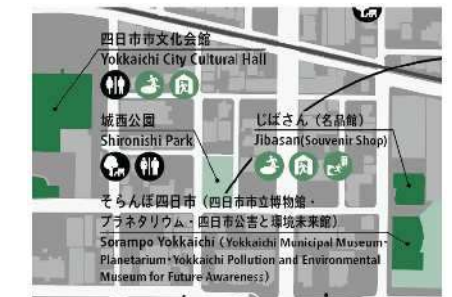 四日市市文化会館
Yokkaichi City Cultural Hall
城西公園
Shironishi Park
じばさん（名品館）
Jibasan(Souvenir Shop)
そらんぽ四日市（四日市市立博物館・
プラネタリウム・四日市公害と環境未来館）
Sorampo Yokkaichi (Yokkaichi Municipal Museum・
Planetarium・Yokkaichi Pollution and Environmental
Museum for Future Awareness)